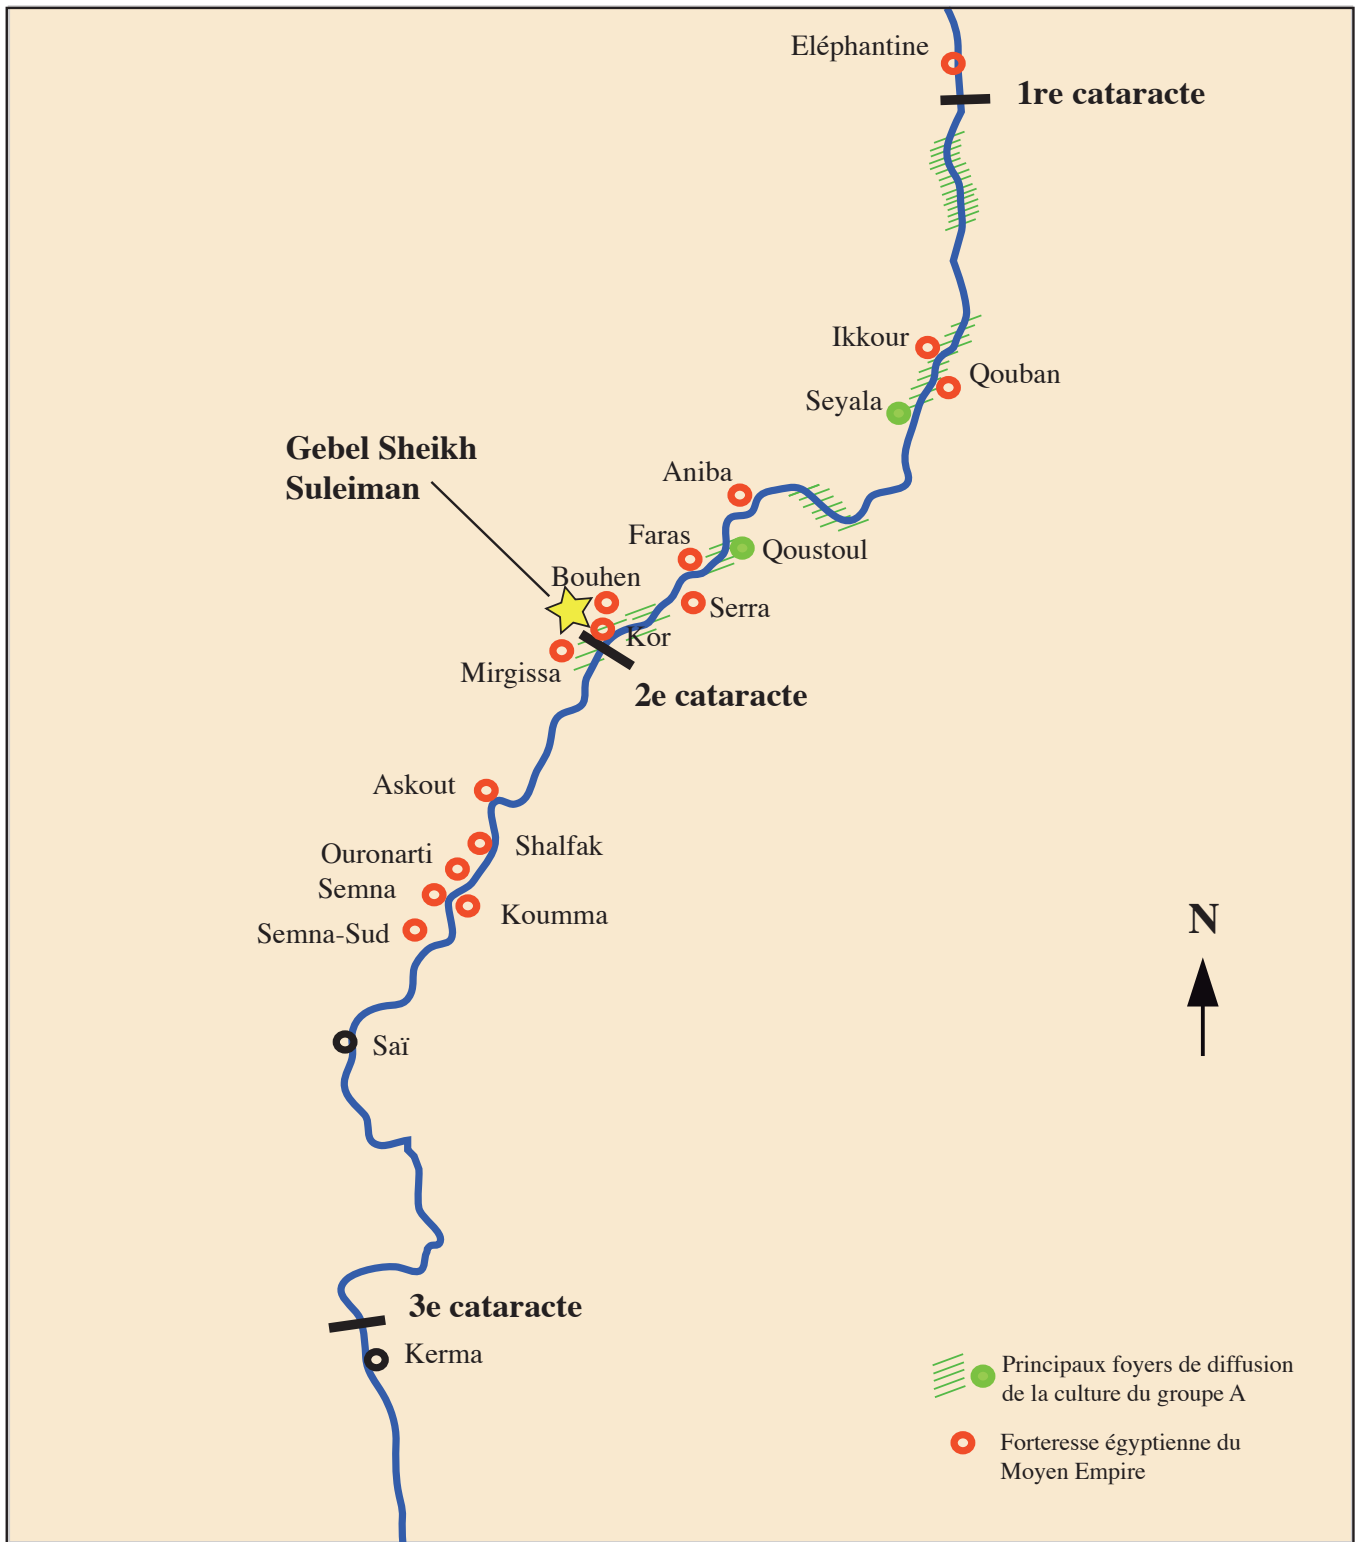 Eléphantine
1re cataracte
Ikkour
Qouban
Seyala
Gebel Sheikh
Suleiman
Aniba
Faras
Qoustoul
Bouhen
Serra
Kor
Mirgissa
2e cataracte
Askout
Shalfak
Ouronarti
Semna
Koumma
Semna-Sud
N
Saï
3e cataracte
Kerma
Principaux foyers de diffusion
de la culture du groupe A
Forteresse égyptienne du
Moyen Empire